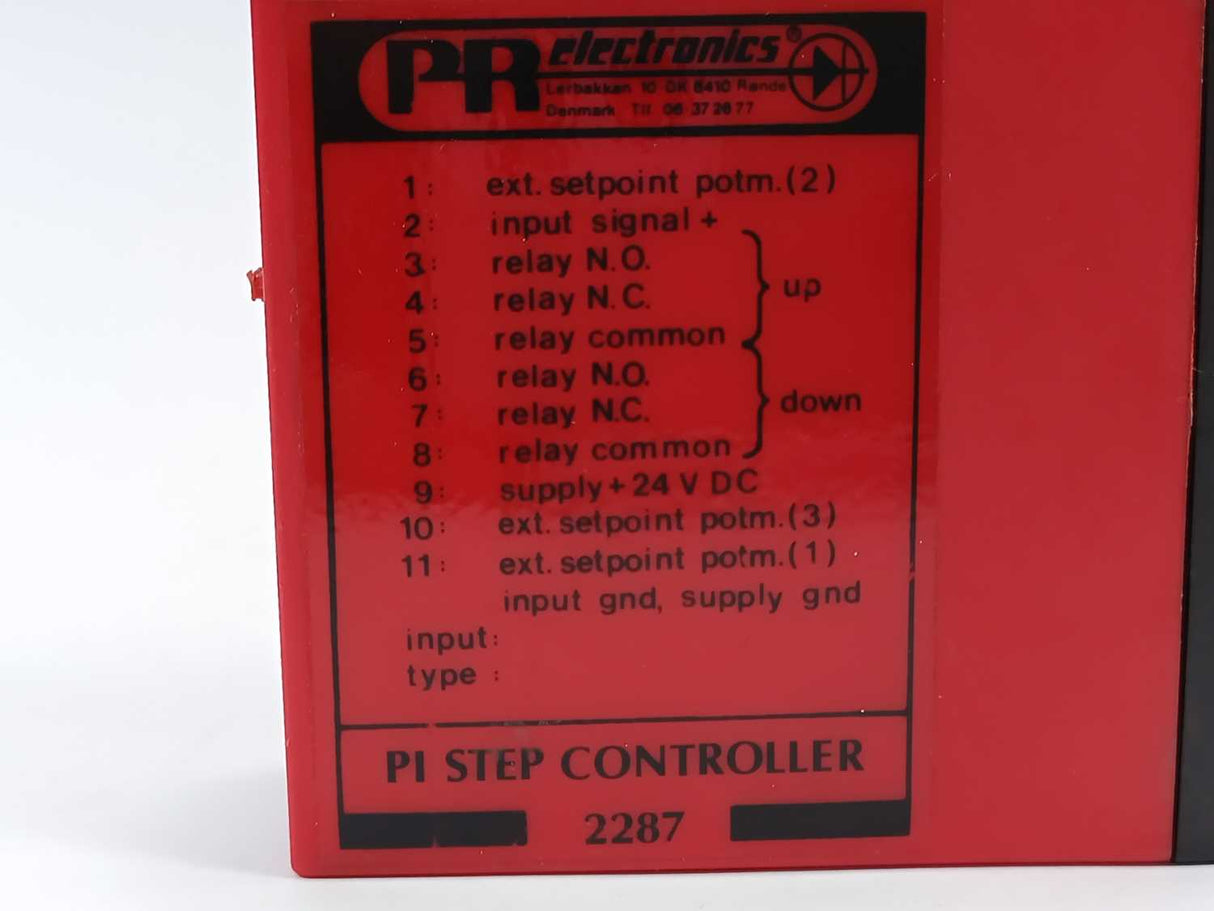 PR electronics®
Lerbakken 10 DK 8410 Rønde
Denmark Tlf 06 37 26 77
1: ext. setpoint potm.(2)
2: input signal +
3: relay N.O.
4: relay N.C.
5: relay common
up
6: relay N.O.
7: relay N.C.
8: relay common
down
9: supply + 24 V DC
10: ext. setpoint potm.(3)
11: ext. setpoint potm.(1)
input gnd, supply gnd
input:
type :
PI STEP CONTROLLER
2287